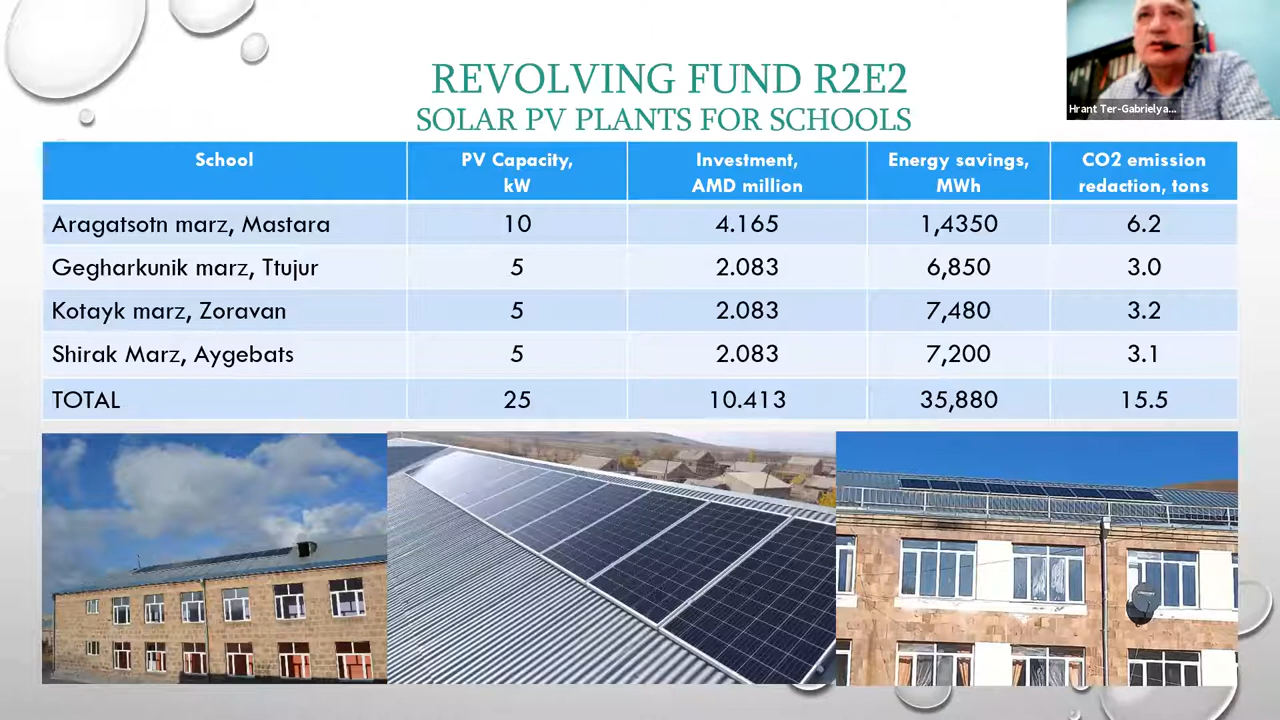 REVOLVING FUND R2E2
SOLAR PV PLANTS FOR SCHOOLS
Hrant Ter-Gabrielya...
School PV Capacity, kW Investment, AMD million Energy savings, MWh CO2 emission redaction, tons
Aragatsotn marz, Mastara 10 4.165 1,4350 6.2
Gegharkunik marz, Ttujur 5 2.083 6,850 3.0
Kotayk marz, Zoravan 5 2.083 7,480 3.2
Shirak Marz, Aygebats 5 2.083 7,200 3.1
TOTAL 25 10.413 35,880 15.5